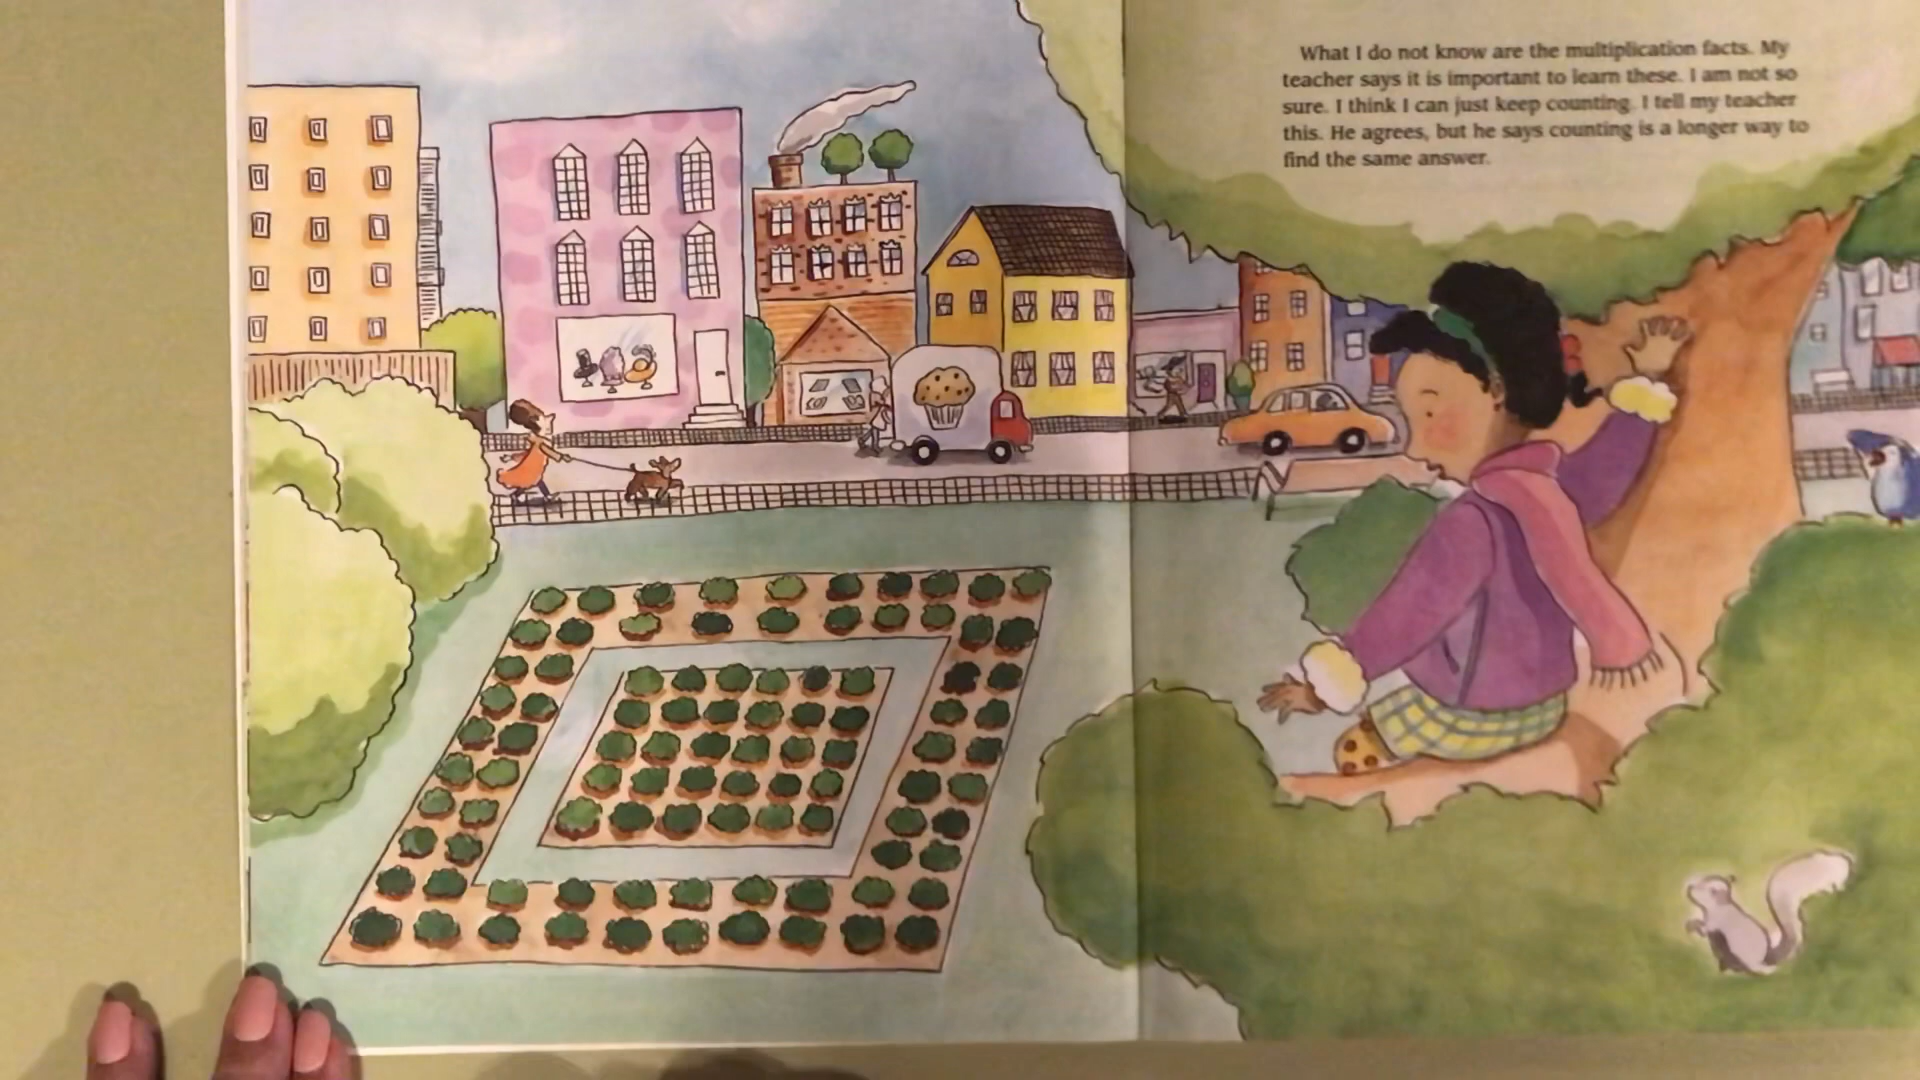 What I do not know are the multiplication facts. My
teacher says it is important to learn these. I am not so
sure. I think I can just keep counting. I tell my teacher
this. He agrees, but he says counting is a longer way to
find the same answer.